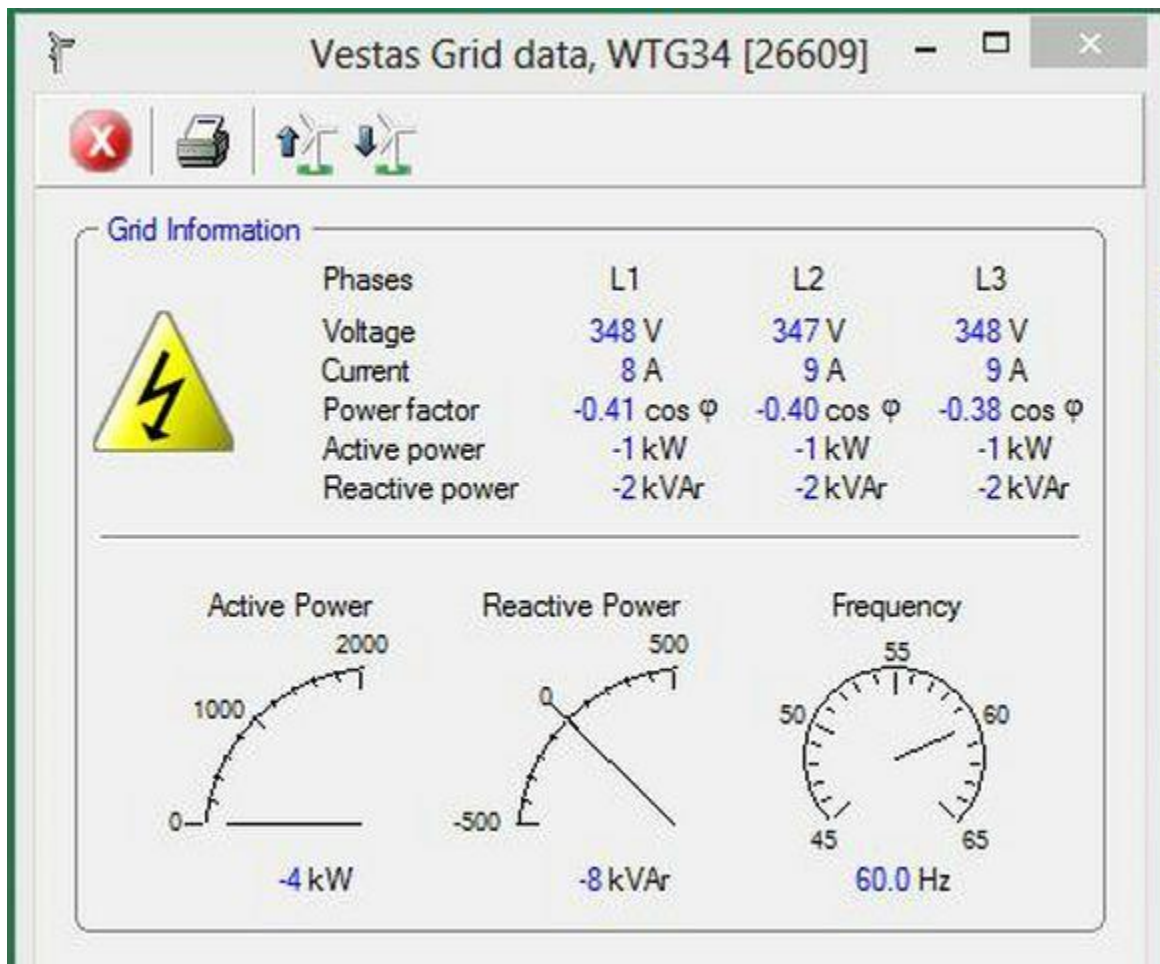 Vestas Grid data, WTG34 [26609]
Grid Information
Phases L1 L2 L3
Voltage 348 V 347 V 348 V
Current 8 A 9 A 9 A
Power factor -0.41 cos φ -0.40 cos φ -0.38 cos φ
Active power -1 kW -1 kW -1 kW
Reactive power -2 kVAr -2 kVAr -2 kVAr
Active Power Reactive Power Frequency
2000 500 55
1000 0 50 60
0 -500 45 65
-4 kW -8 kVAr 60.0 Hz